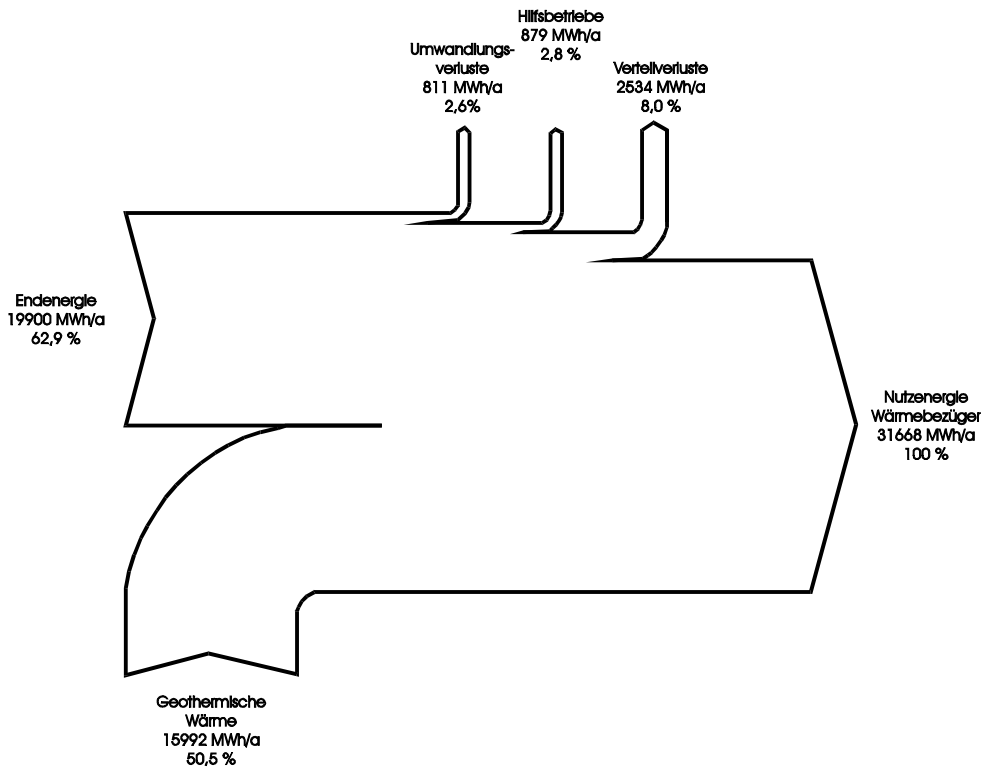 Hilfsbetriebe
879 MWh/a
2,8 %
Umwandlungs-
verluste
811 MWh/a
2,6%
Verteilverluste
2534 MWh/a
8,0 %
Endenergie
19900 MWh/a
62,9 %
Nutzenergie
Wärmebezüger
31668 MWh/a
100 %
Geothermische
Wärme
15992 MWh/a
50,5 %